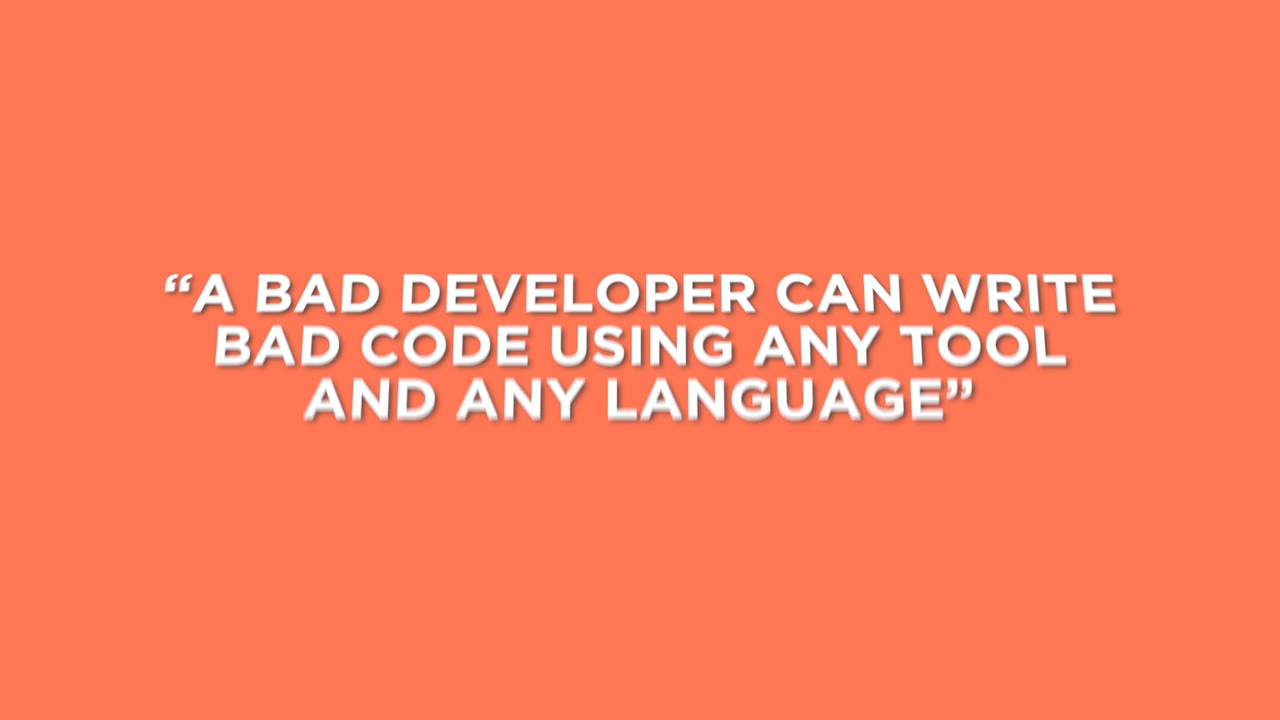 “A BAD DEVELOPER CAN WRITE
BAD CODE USING ANY TOOL
AND ANY LANGUAGE”